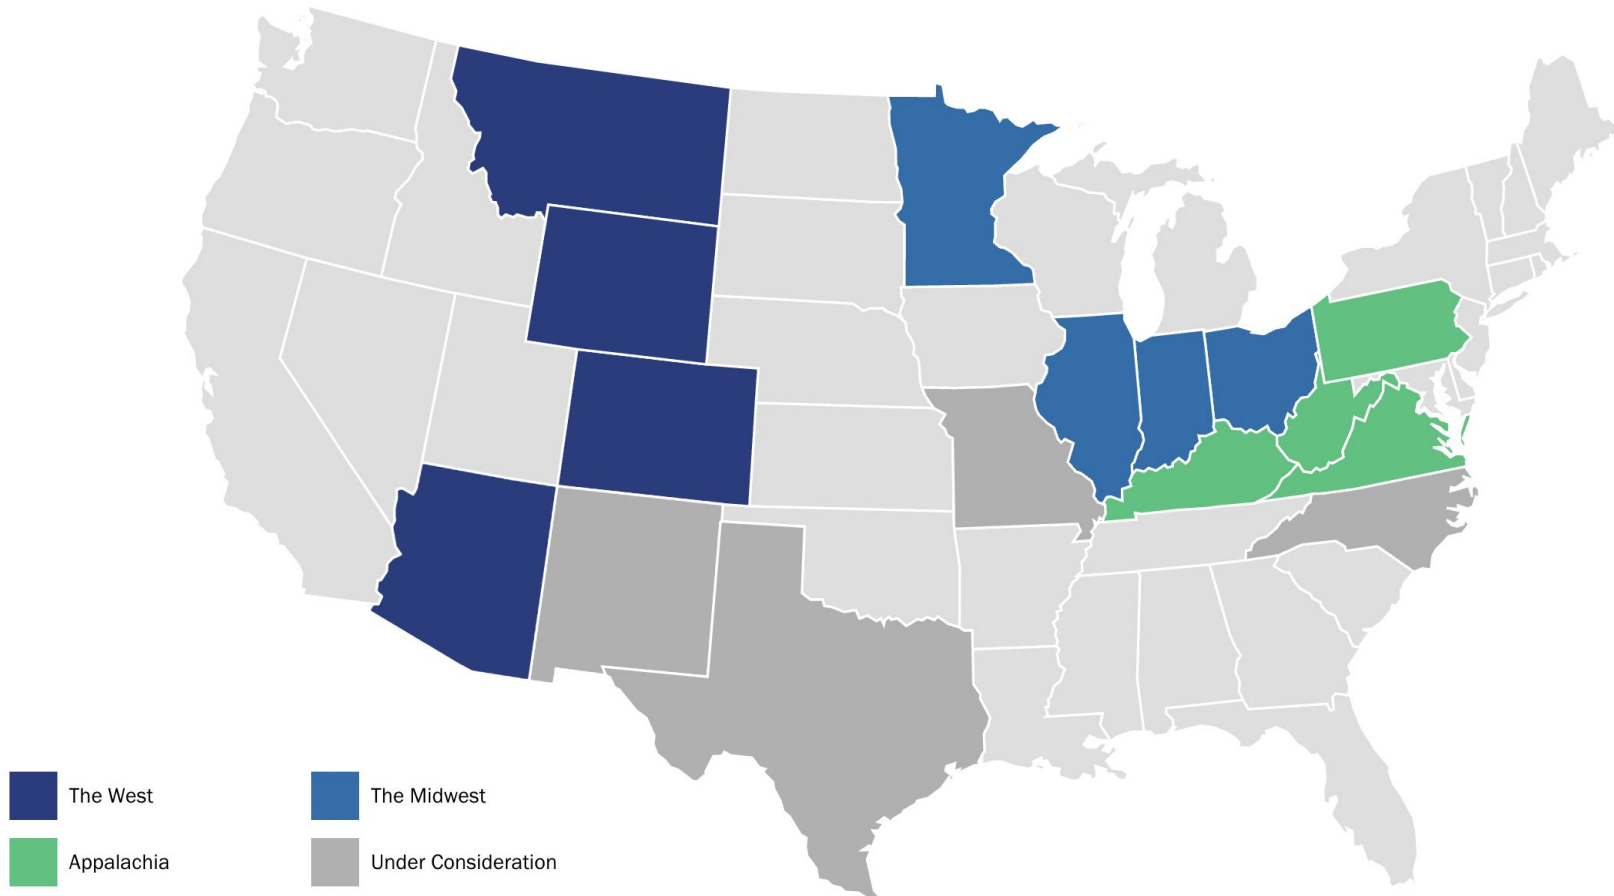 The West
The Midwest
Appalachia
Under Consideration